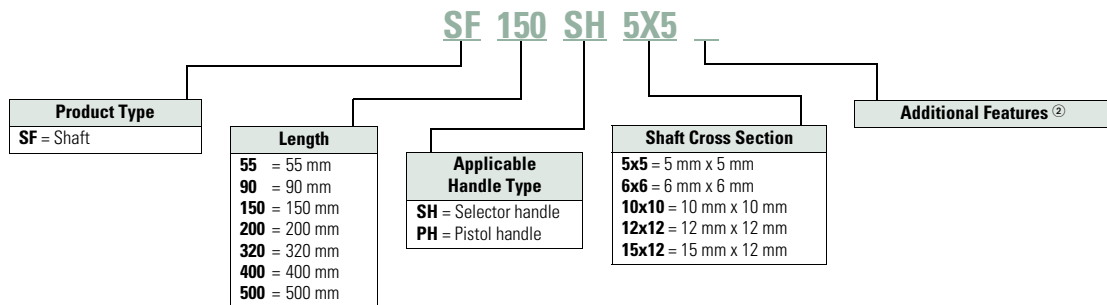 SF 150 SH 5X5 _
Product Type
SF = Shaft
Length
55 = 55 mm
90 = 90 mm
150 = 150 mm
200 = 200 mm
320 = 320 mm
400 = 400 mm
500 = 500 mm
Applicable
Handle Type
SH = Selector handle
PH = Pistol handle
Shaft Cross Section
5x5 = 5 mm x 5 mm
6x6 = 6 mm x 6 mm
10x10 = 10 mm x 10 mm
12x12 = 12 mm x 12 mm
15x12 = 15 mm x 12 mm
Additional Features ②